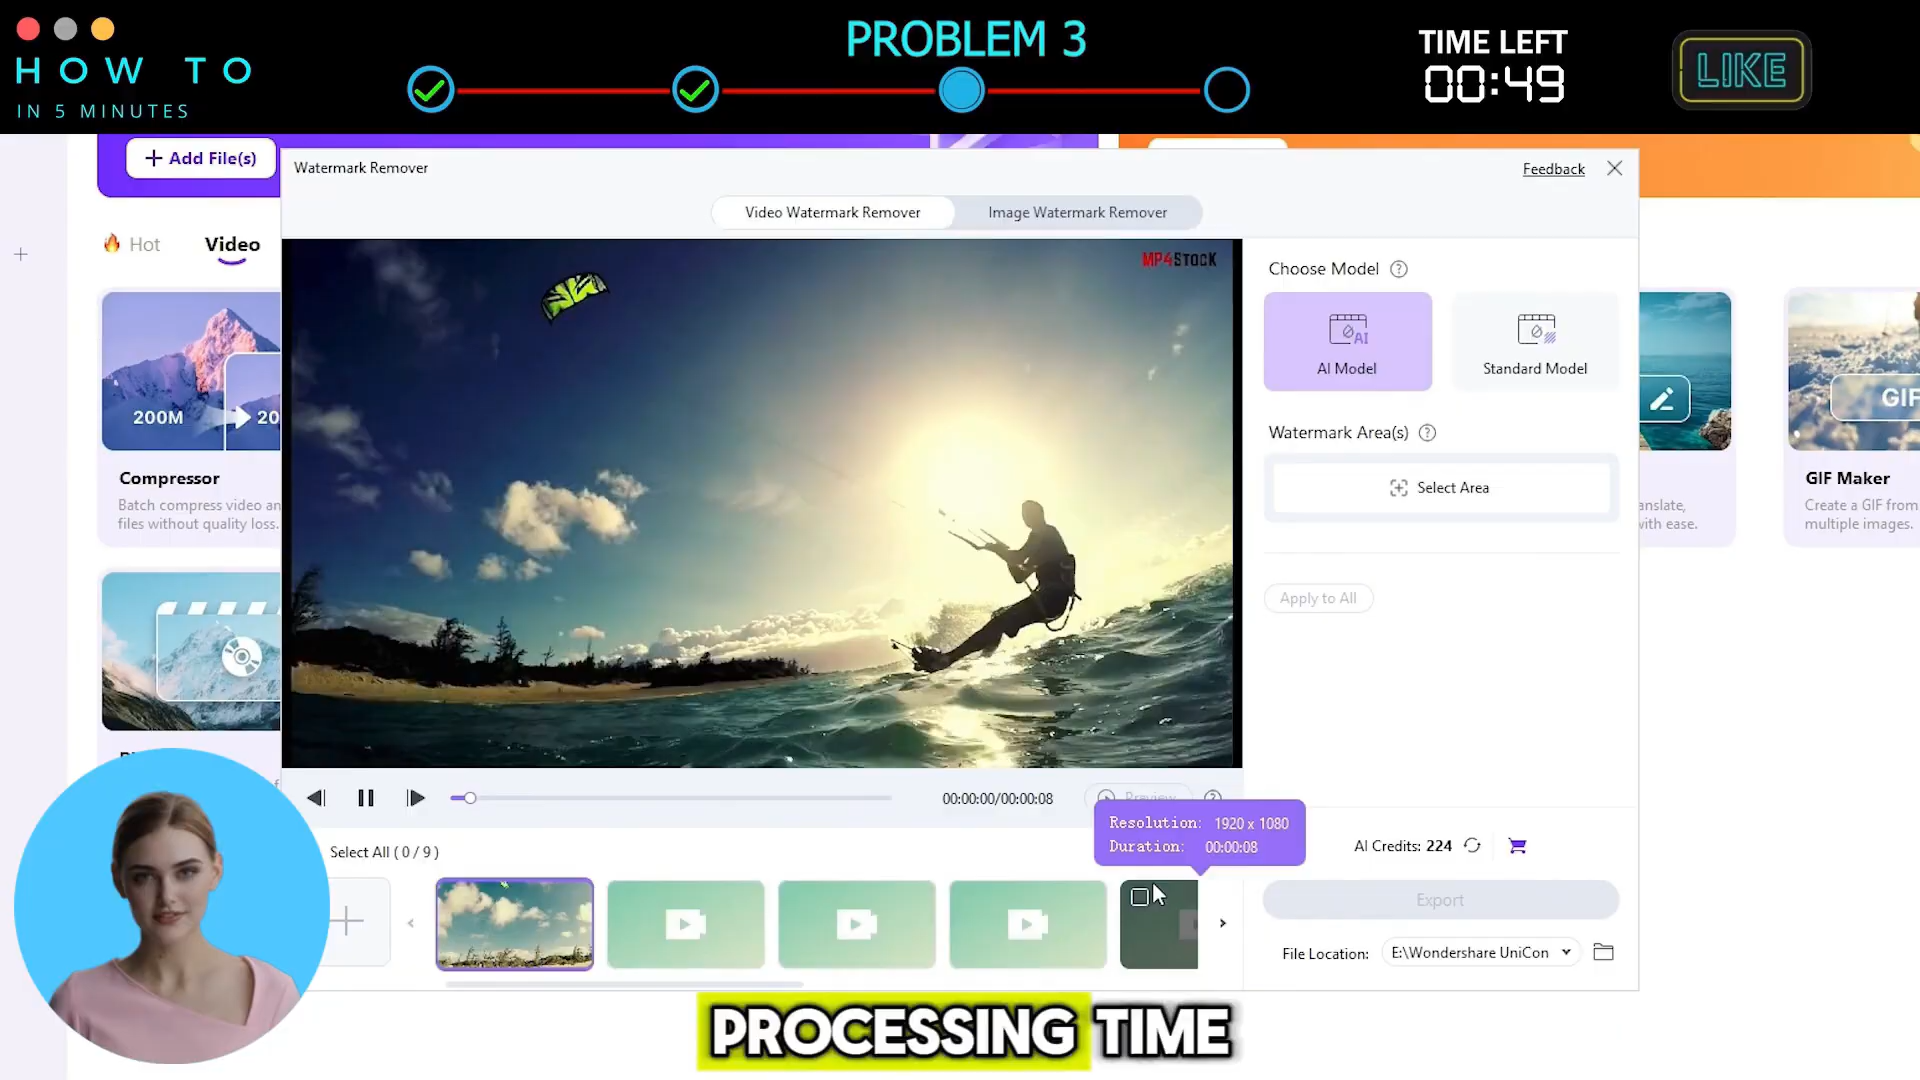 HOW TO
IN 5 MINUTES
PROBLEM 3
TIME LEFT
00:49
LIKE
Add File(s)
Watermark Remover
Feedback
Video Watermark Remover
Image Watermark Remover
Hot
Video
MP4STOCK
Choose Model
AI
AI Model
Standard Model
Watermark Area(s)
Select Area
Apply to All
200M
20
Compressor
Batch compress video an
files without quality loss.
anslate,
with ease.
GIF
GIF Maker
Create a GIF from
multiple images.
00:00:00/00:00:08
Preview
Resolution: 1920 x 1080
Duration: 00:00:08
Select All ( 0 / 9 )
AI Credits: 224
Export
File Location: E:\Wondershare UniCon
PROCESSING TIME